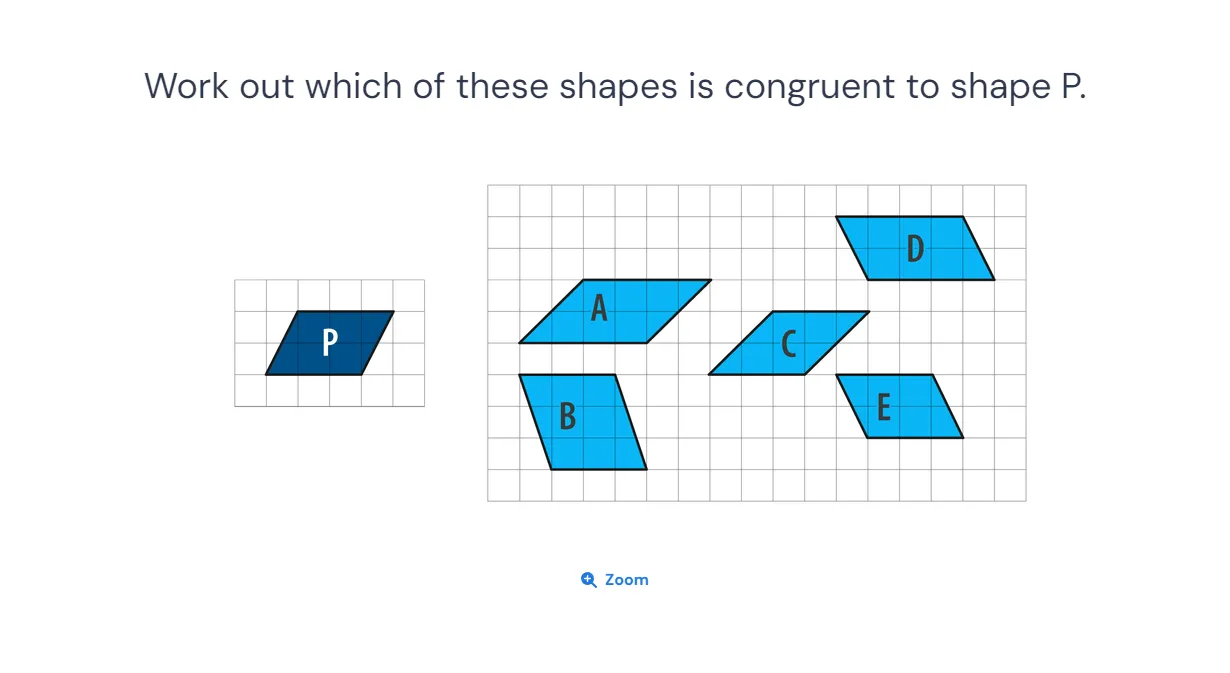 Work out which of these shapes is congruent to shape P.
D
A
P
C
B
E
Zoom